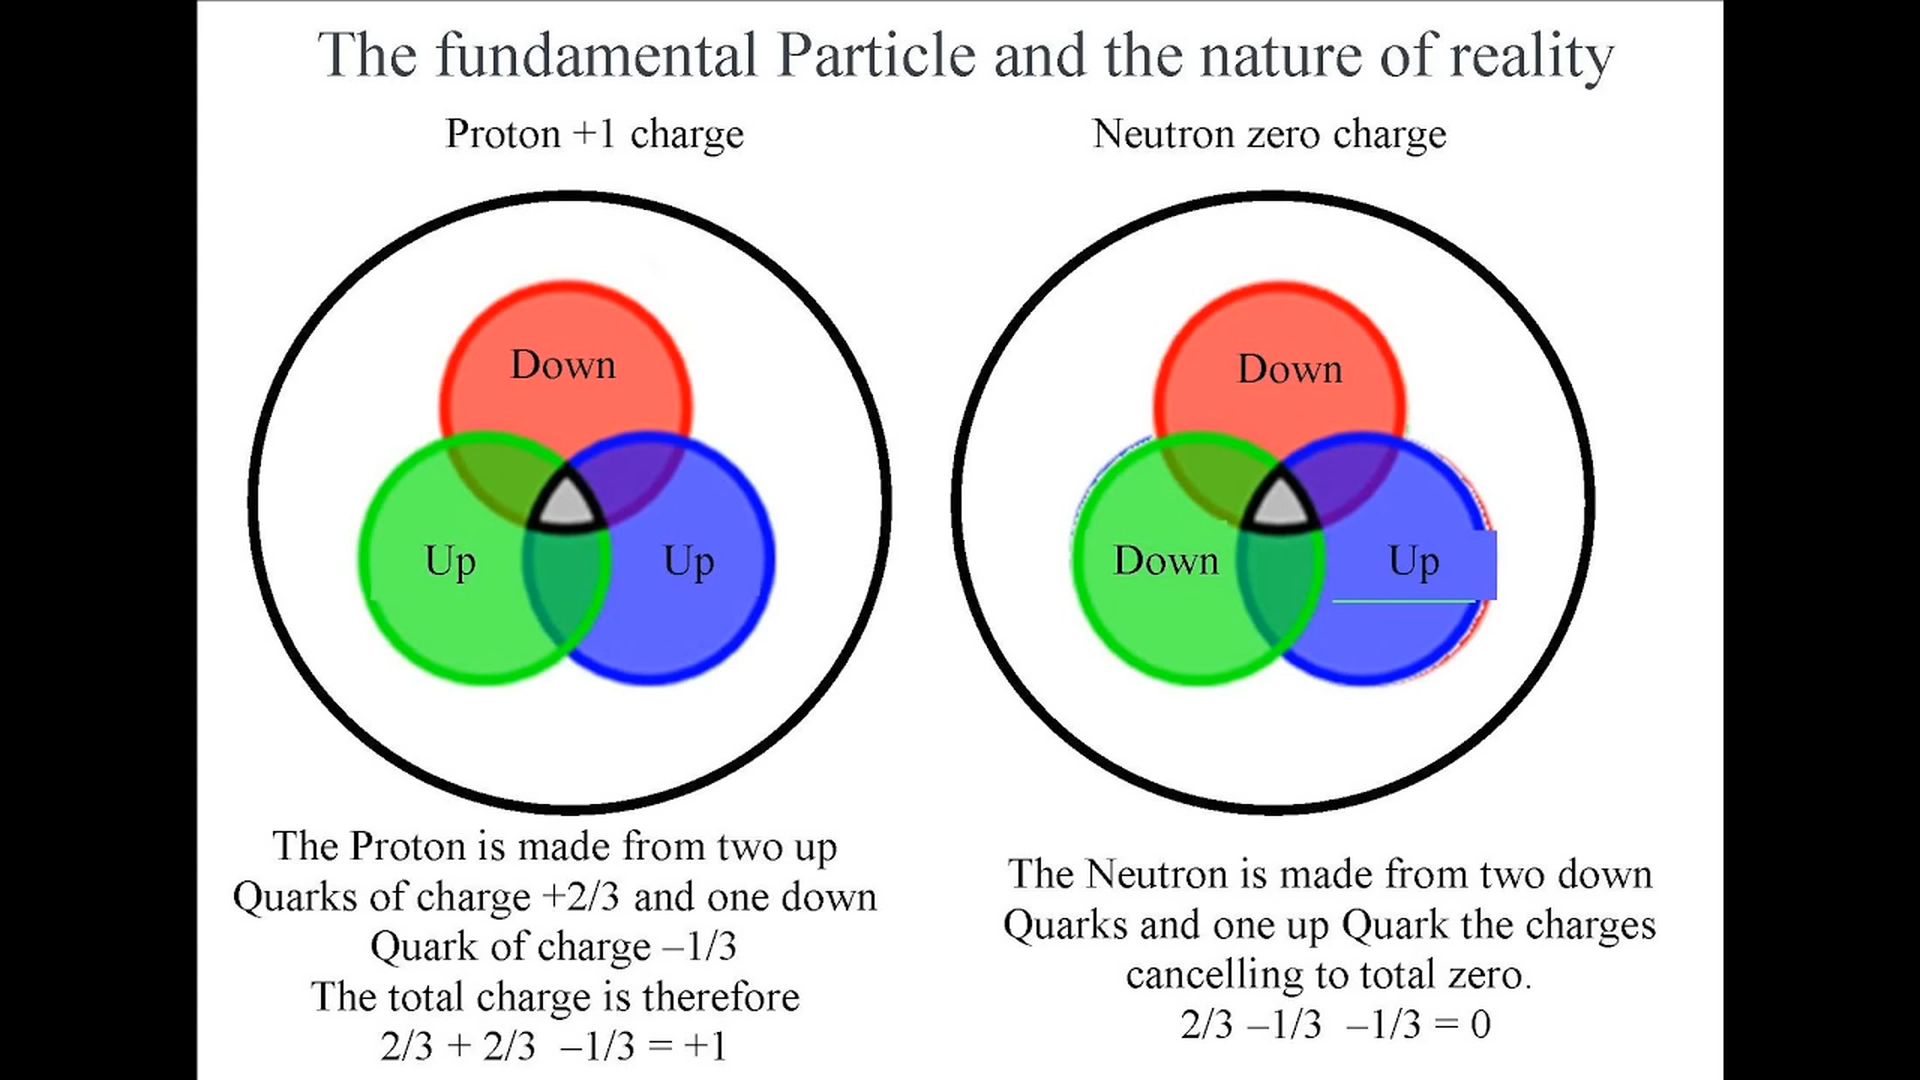 The fundamental Particle and the nature of reality
Proton +1 charge
Neutron zero charge
Down
Up
Up
Down
Down
Up
The Proton is made from two up
Quarks of charge +2/3 and one down
Quark of charge –1/3
The total charge is therefore
2/3 + 2/3  –1/3 = +1
The Neutron is made from two down
Quarks and one up Quark the charges
cancelling to total zero.
2/3 –1/3  –1/3 = 0